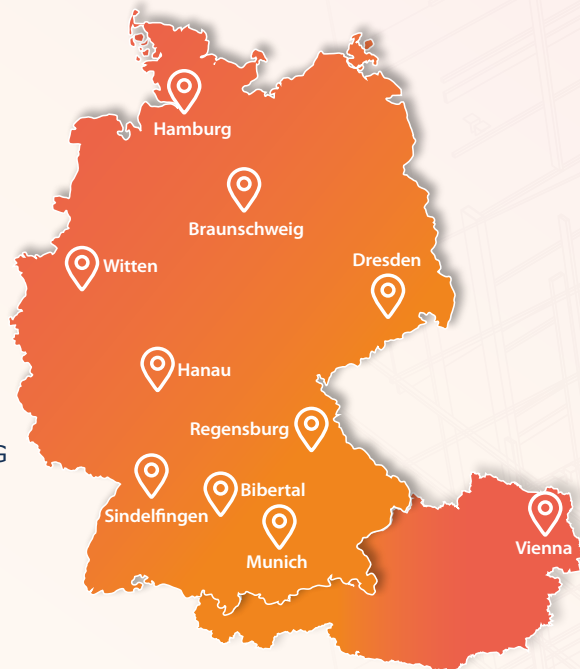 Hamburg
Braunschweig
Witten
Dresden
Hanau
Regensburg
G
Sindelfingen
Bibertal
Munich
Vienna